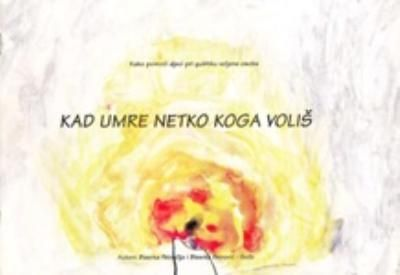 Kako pomoći djeci pri gubitku voljene osobe
KAD UMRE NETKO KOGA VOLIŠ
Autori: